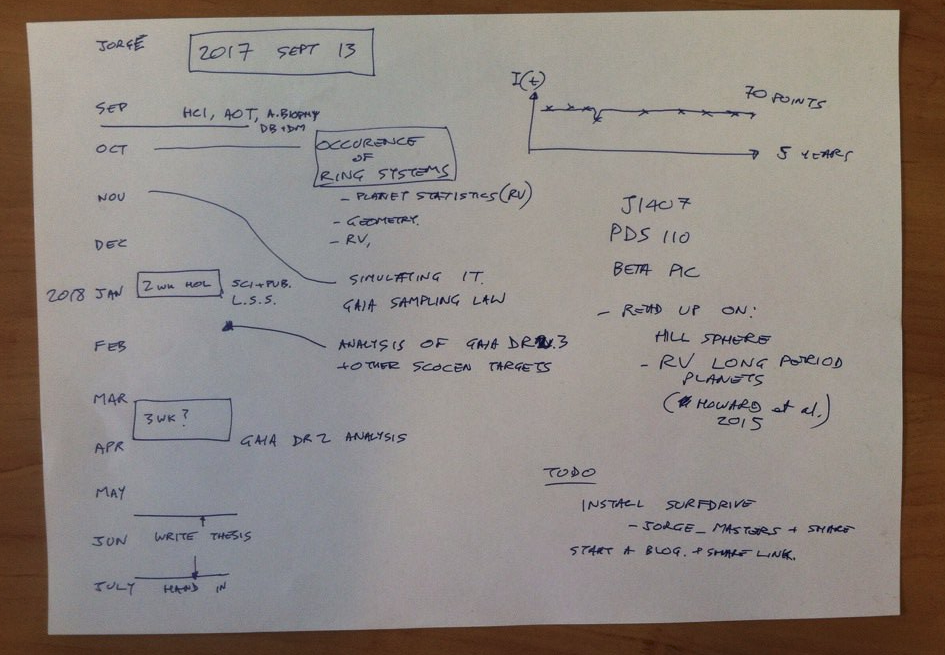 JORGE
2017 SEPT 13
SEP
HCI, AOT, A.BIOPHY
DB+DM
OCT
OCCURENCE
OF
RING SYSTEMS
- PLANET STATISTICS (RV)
- GEOMETRY.
- RV,
NOV
SIMULATING IT.
GAIA SAMPLING LAW
DEC
2018 JAN
2 WK HOL
SCI+PUB.
L.S.S.
FEB
ANALYSIS OF GAIA DR 3
+OTHER SCOCEN TARGETS
MAR
3 WK ?
APR
GAIA DR2 ANALYSIS
MAY
JUN
WRITE THESIS
JULY
HAND IN
I(t)
70 POINTS
5 YEARS
J1407
PDS 110
BETA PIC
- READ UP ON:
HILL SPHERE
- RV LONG PERIOD
PLANETS
(HOWARD et al.)
2015
TODO
INSTALL SURFDRIVE
- JORGE_MASTERS + SHARE
START A BLOG. + SHARE LINK.